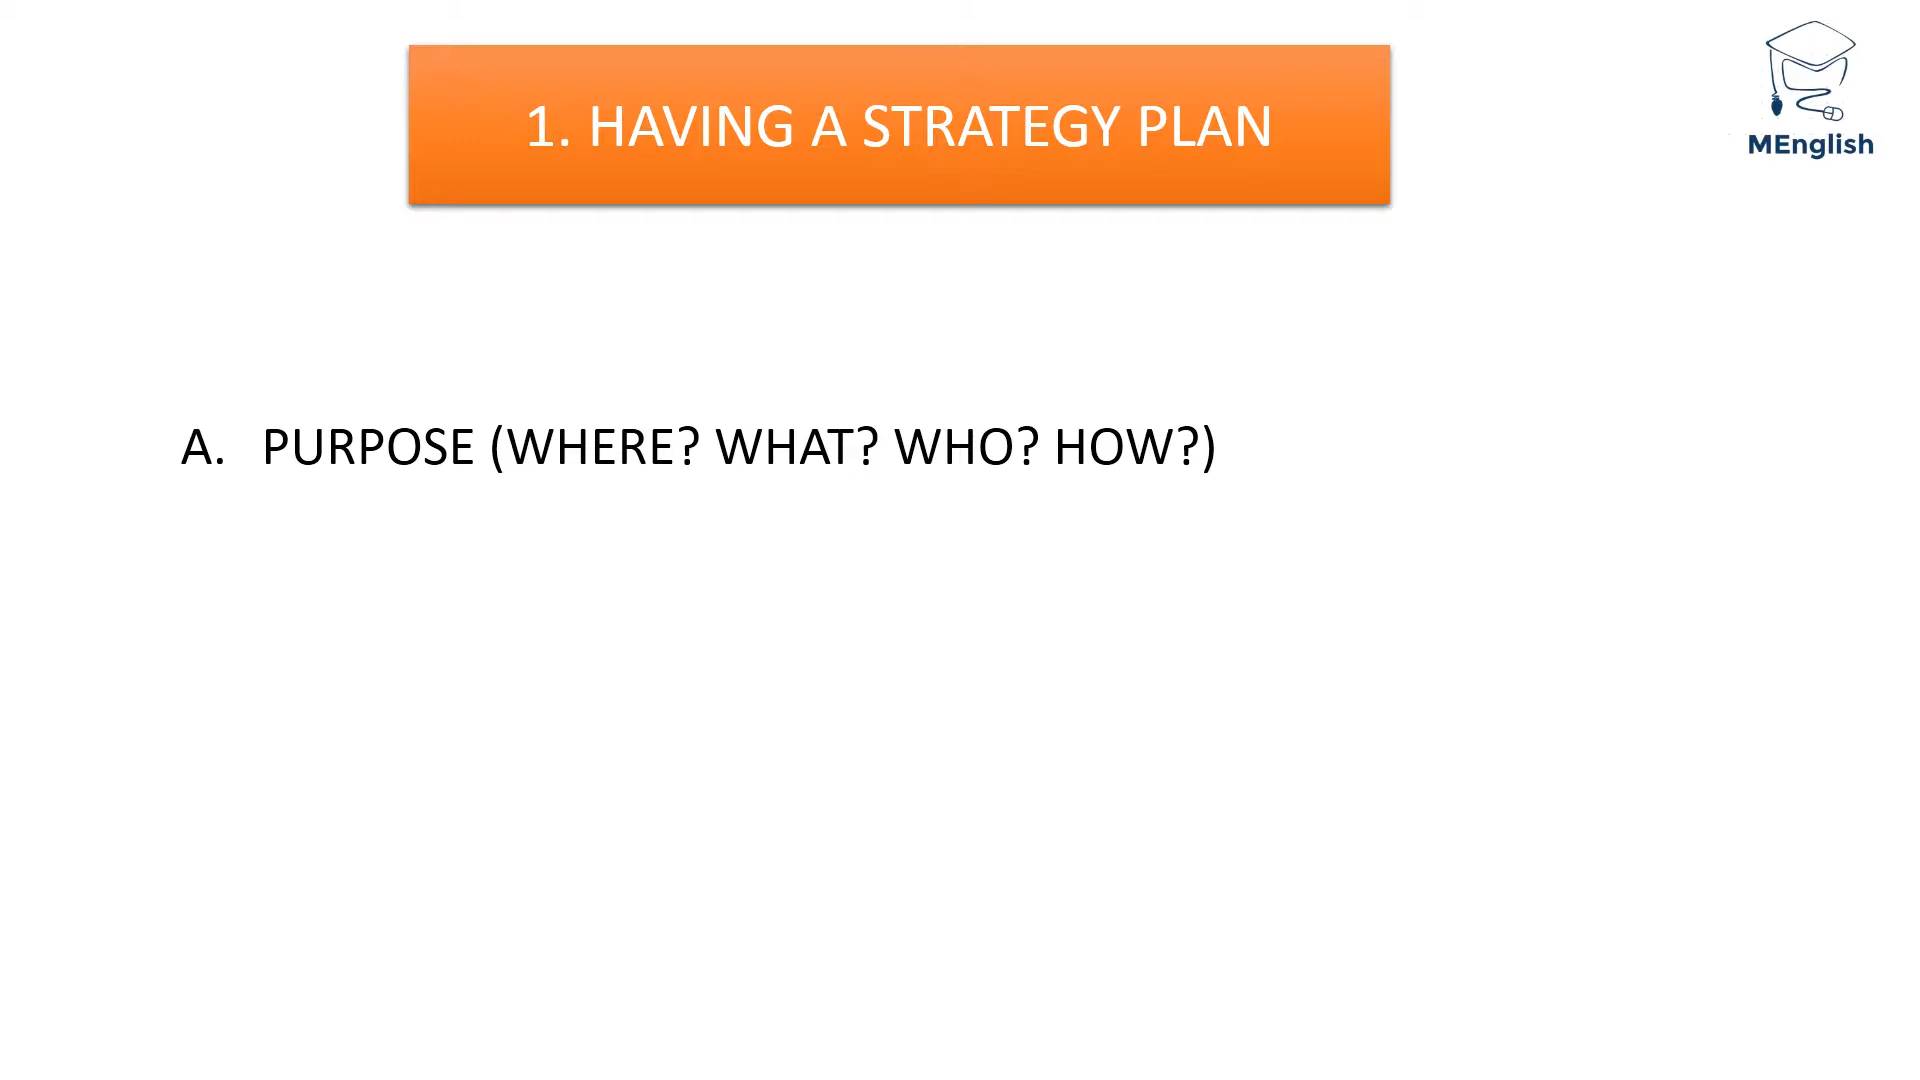 1. HAVING A STRATEGY PLAN
MEnglish
A. PURPOSE (WHERE? WHAT? WHO? HOW?)